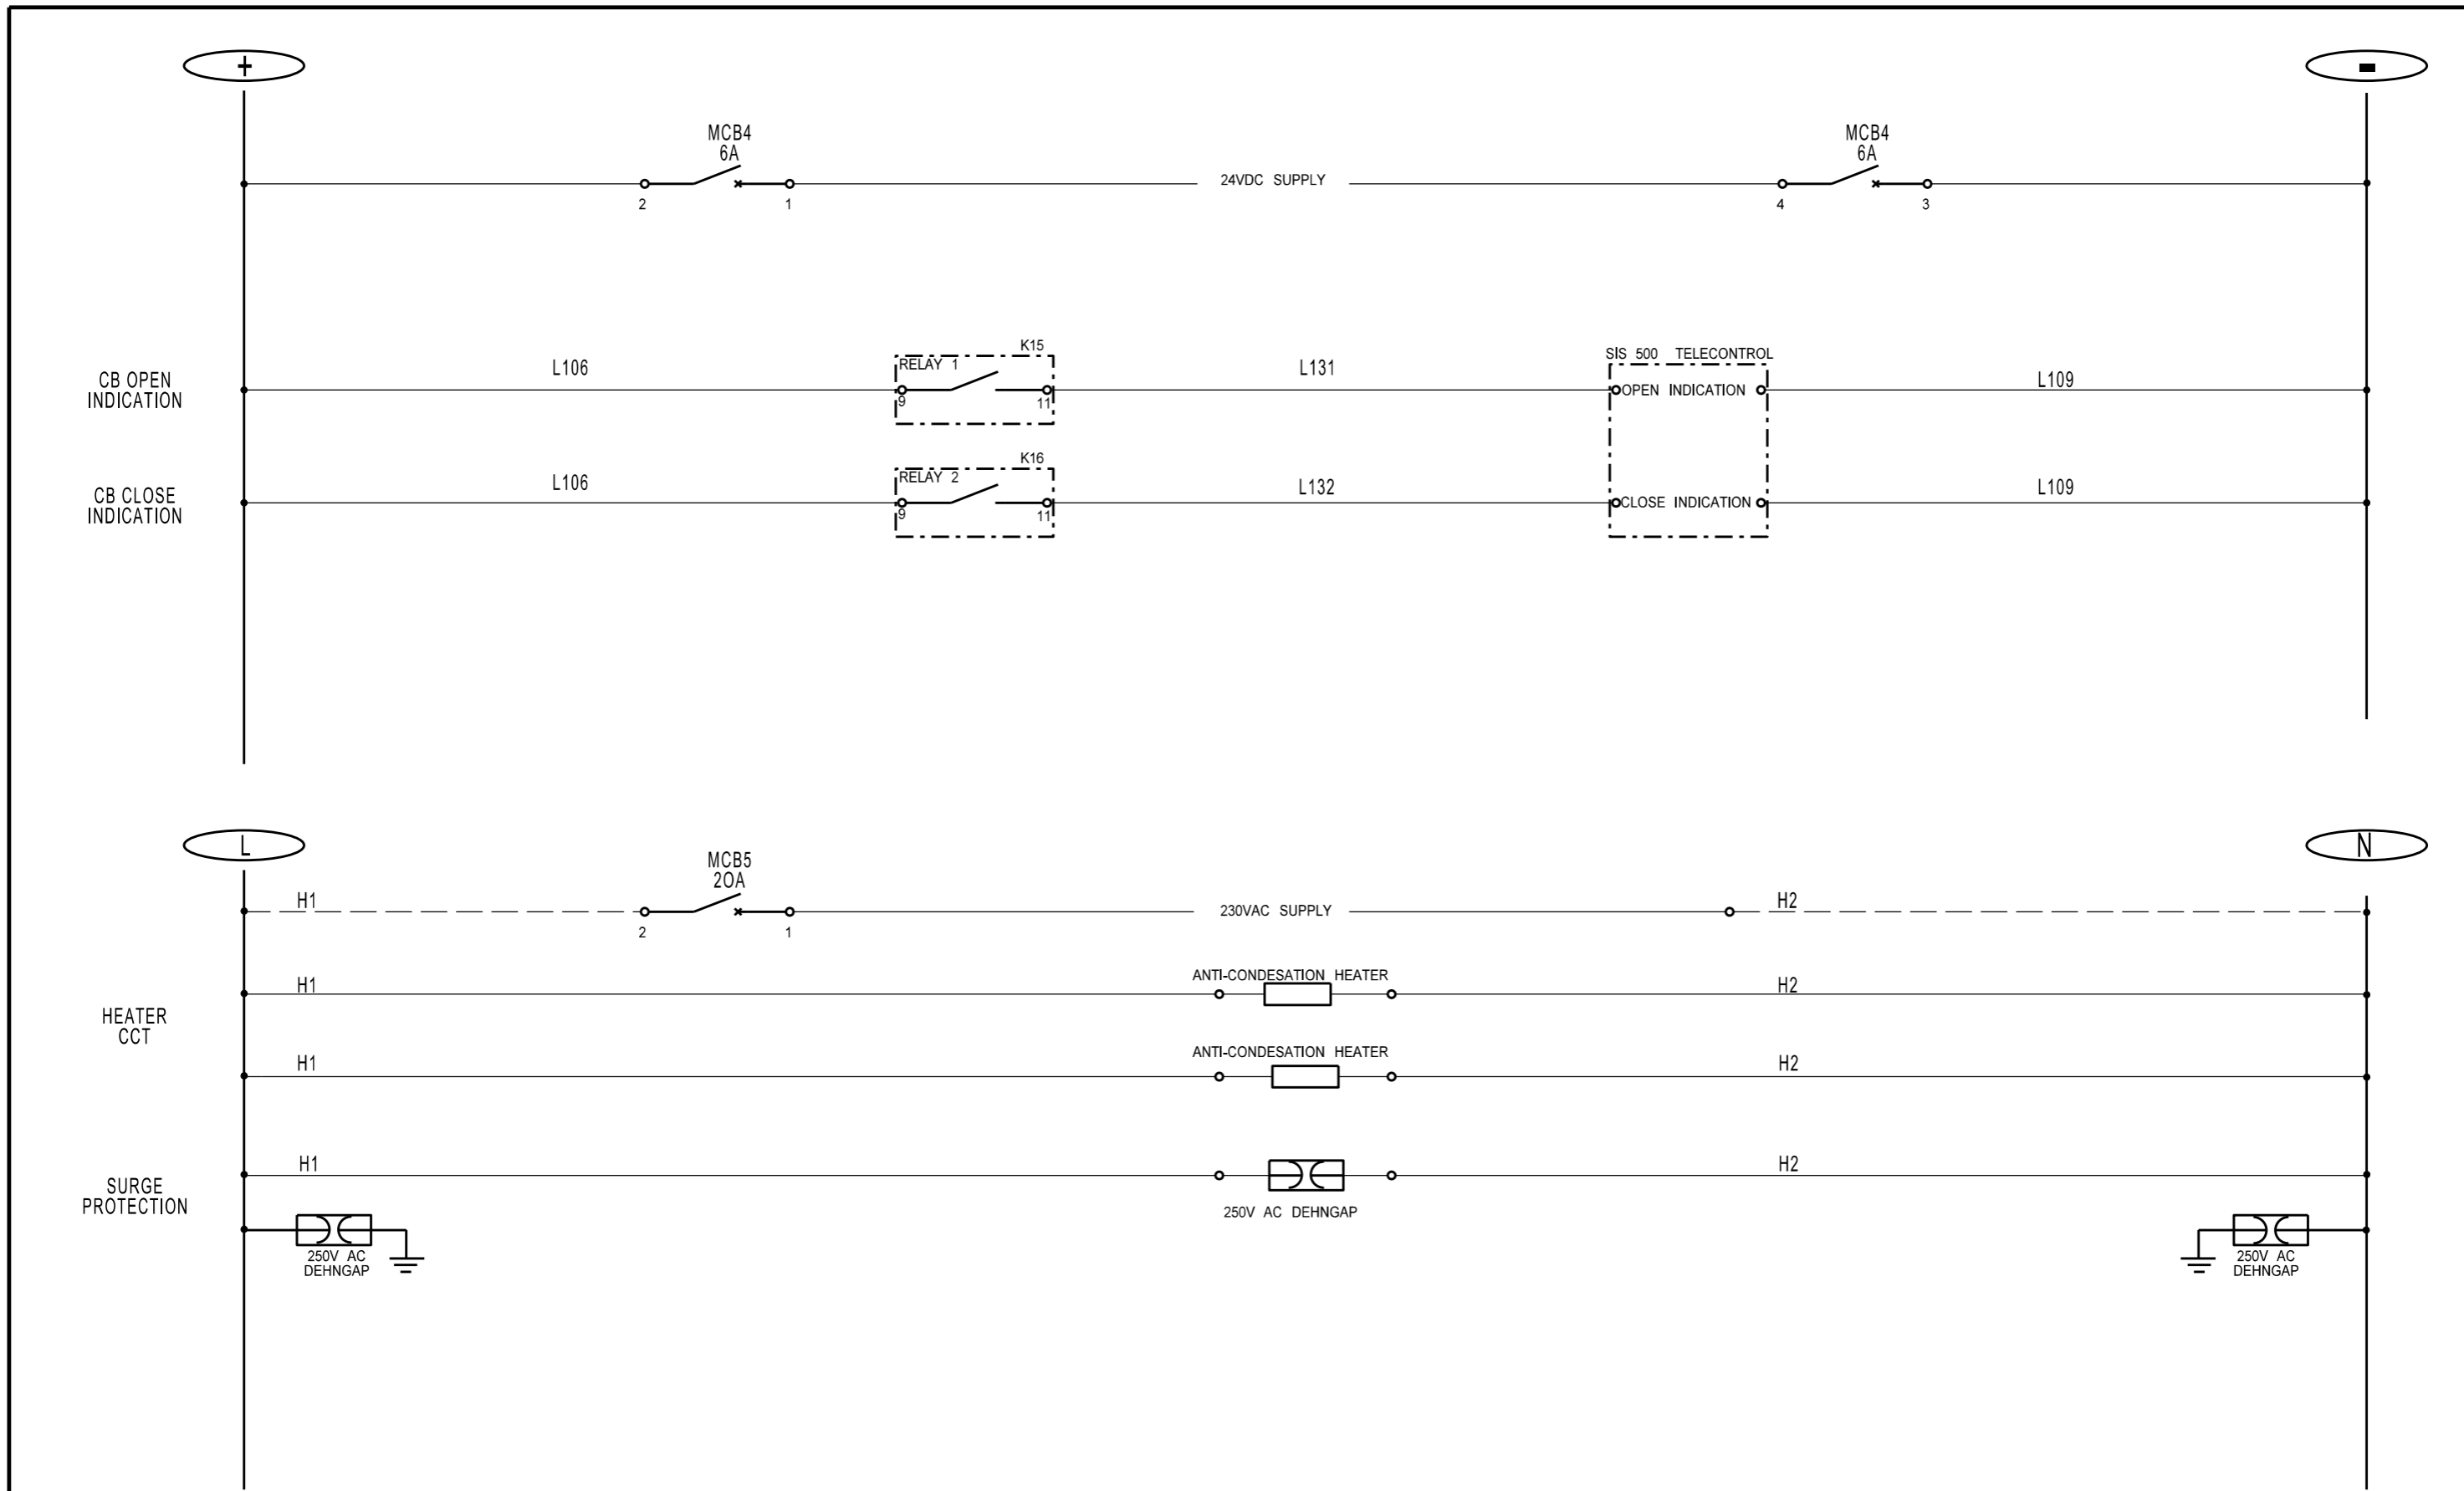 +
-
MCB4
6A
MCB4
6A
24VDC SUPPLY
2
1
4
3
CB OPEN
INDICATION
L106
K15
RELAY 1
9
11
L131
SIS 500 TELECONTROL
OPEN INDICATION
L109
CB CLOSE
INDICATION
L106
K16
RELAY 2
9
11
L132
CLOSE INDICATION
L109
L
N
MCB5
20A
H1
2
1
230VAC SUPPLY
H2
HEATER
CCT
H1
ANTI-CONDESATION HEATER
H2
H1
ANTI-CONDESATION HEATER
H2
SURGE
PROTECTION
H1
250V AC DEHNGAP
H2
250V AC
DEHNGAP
250V AC
DEHNGAP